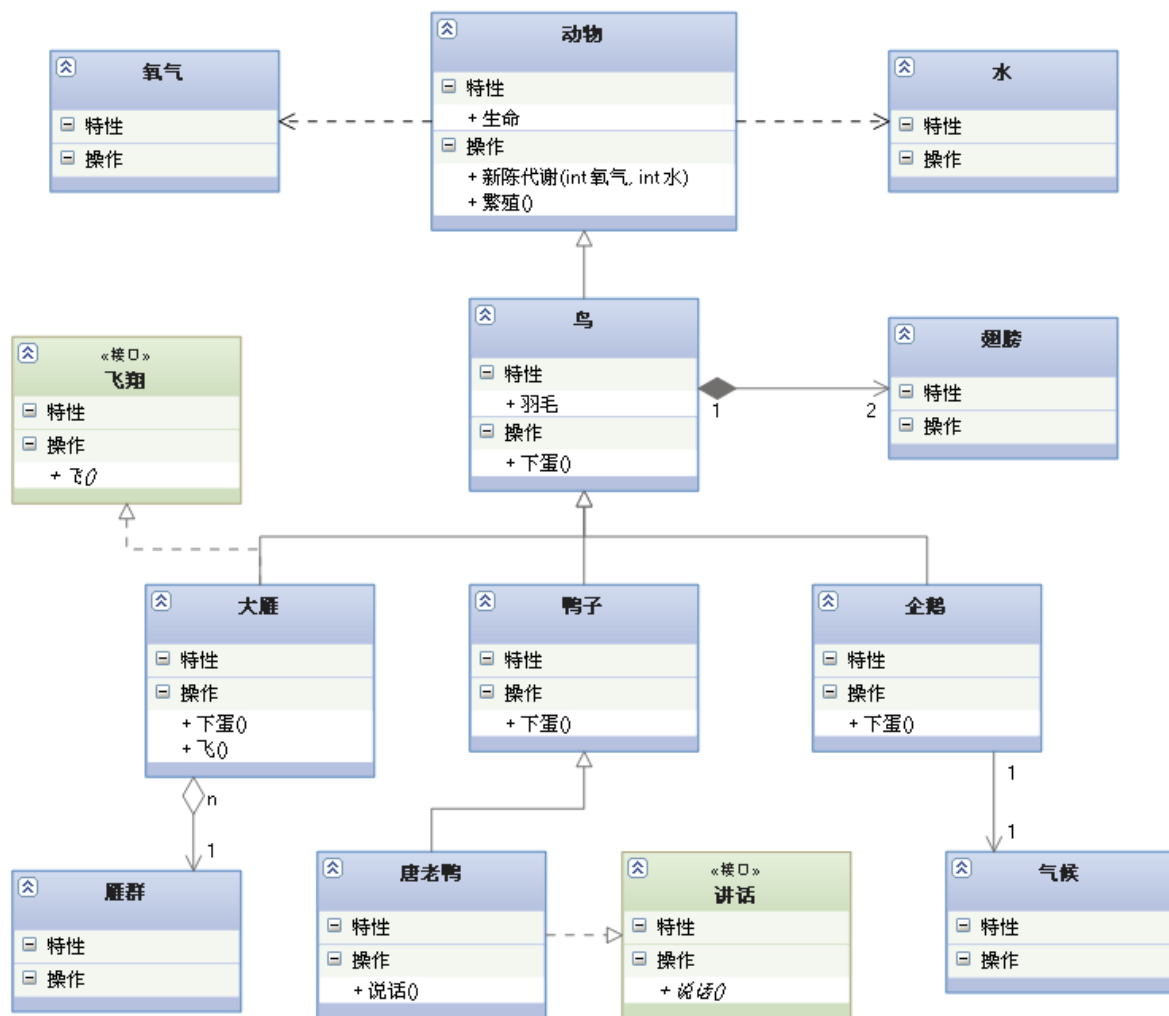 动物
特性
+ 生命
操作
+ 新陈代谢(int 氧气, int 水)
+ 繁殖()
氧气
特性
操作
水
特性
操作
鸟
特性
+ 羽毛
操作
+ 下蛋()
1
2
翅膀
特性
操作
«接口»
飞翔
特性
操作
+ 飞()
大雁
特性
操作
+ 下蛋()
+ 飞()
鸭子
特性
操作
+ 下蛋()
企鹅
特性
操作
+ 下蛋()
n
1
1
1
雁群
特性
操作
唐老鸭
特性
操作
+ 说话()
«接口»
讲话
特性
操作
+ 说话()
气候
特性
操作